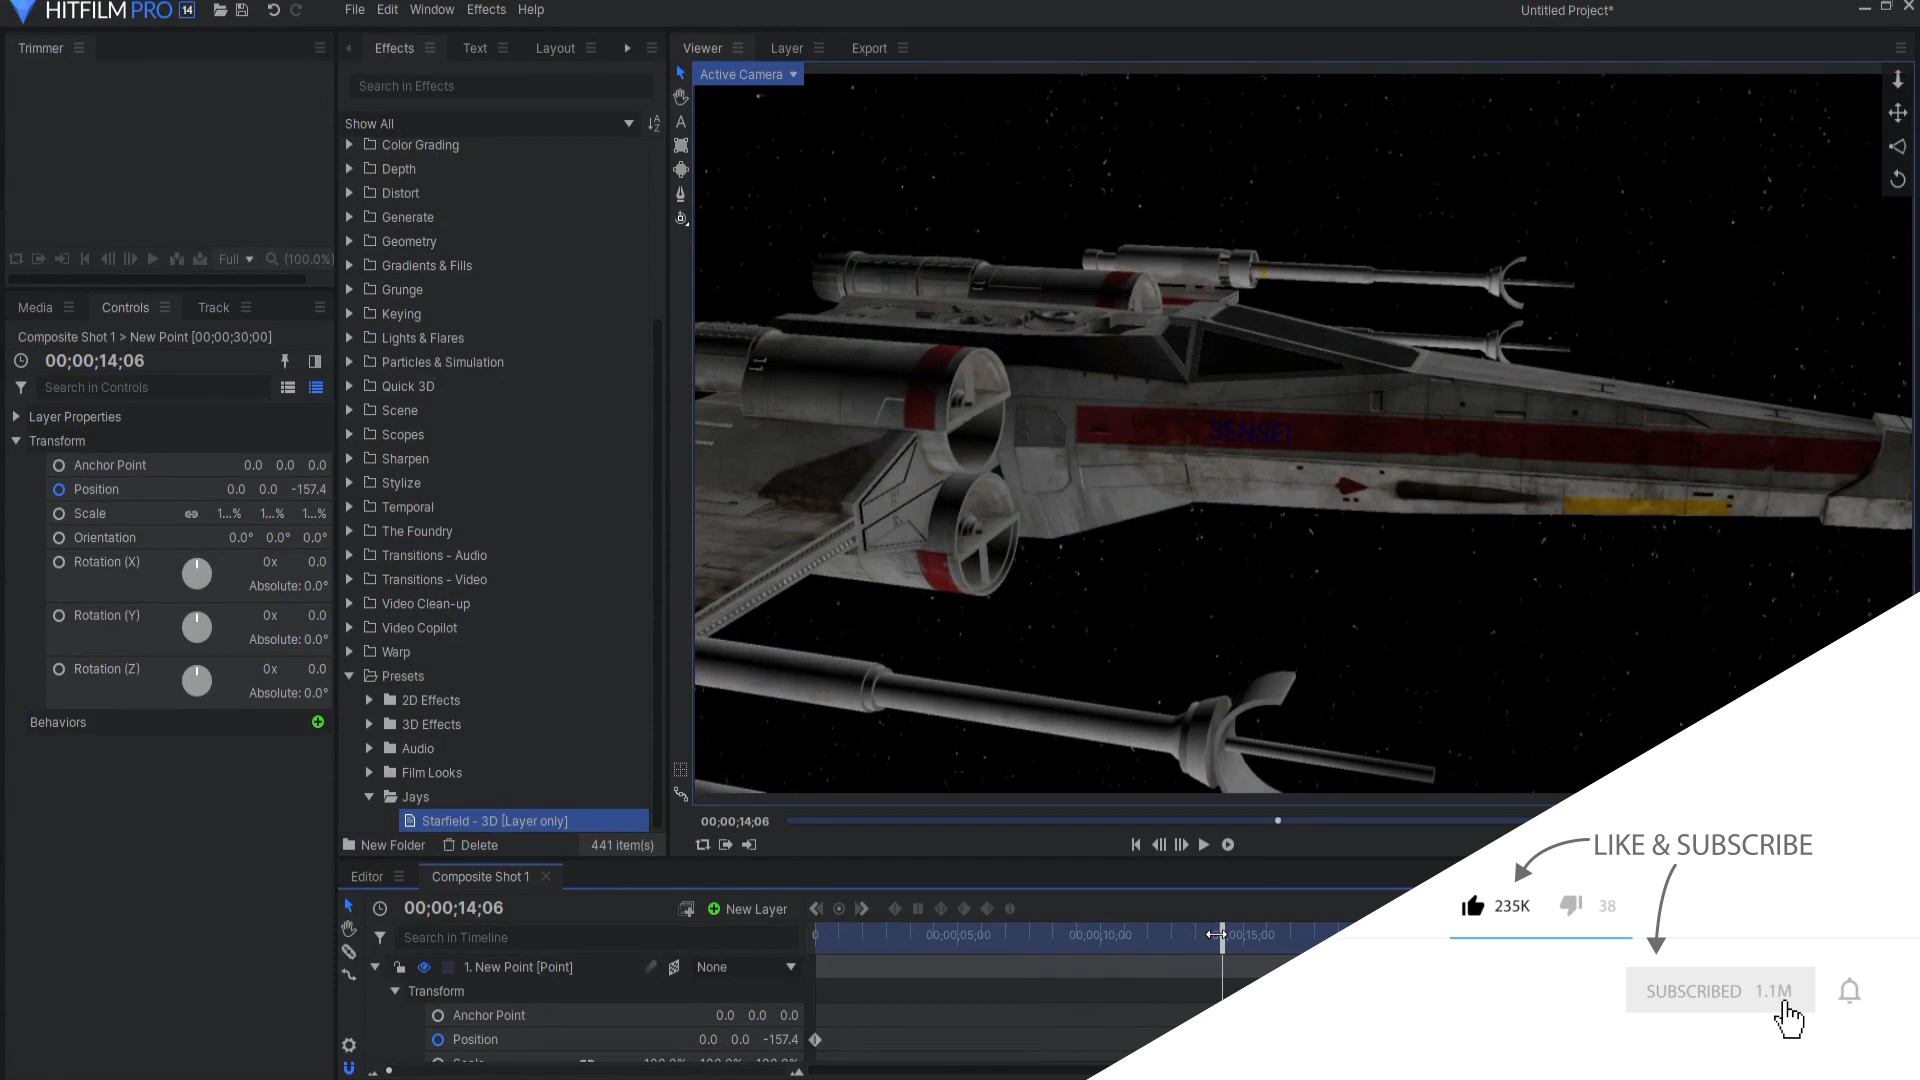 HITFILM PRO 14
File Edit Window Effects Help
Untitled Project*
Trimmer
Full (100.0%)
Media Controls Track
Composite Shot 1 > New Point [00;00;30;00]
00;00;14;06
Search in Controls
Layer Properties
Transform
Anchor Point 0.0 0.0 0.0
Position 0.0 0.0 -157.4
Scale 1...% 1...% 1...%
Orientation 0.0° 0.0° 0.0°
Rotation (X) 0x 0.0
Absolute: 0.0°
Rotation (Y) 0x 0.0
Absolute: 0.0°
Rotation (Z) 0x 0.0
Absolute: 0.0°
Behaviors
Effects Text Layout
Search in Effects
Show All
Color Grading
Depth
Distort
Generate
Geometry
Gradients & Fills
Grunge
Keying
Lights & Flares
Particles & Simulation
Quick 3D
Scene
Scopes
Sharpen
Stylize
Temporal
The Foundry
Transitions - Audio
Transitions - Video
Video Clean-up
Video Copilot
Warp
Presets
2D Effects
3D Effects
Audio
Film Looks
Jays
Starfield - 3D [Layer only]
New Folder Delete 441 item(s)
Viewer Layer Export
Active Camera
SENSEI
00;00;14;06
Editor Composite Shot 1
00;00;14;06 New Layer
Search in Timeline
0 00;00;05;00 00;00;10;00
1. New Point [Point] None
Transform
Anchor Point 0.0 0.0 0.0
Position 0.0 0.0 -157.4
LIKE & SUBSCRIBE
235K 38
SUBSCRIBED 1.1M